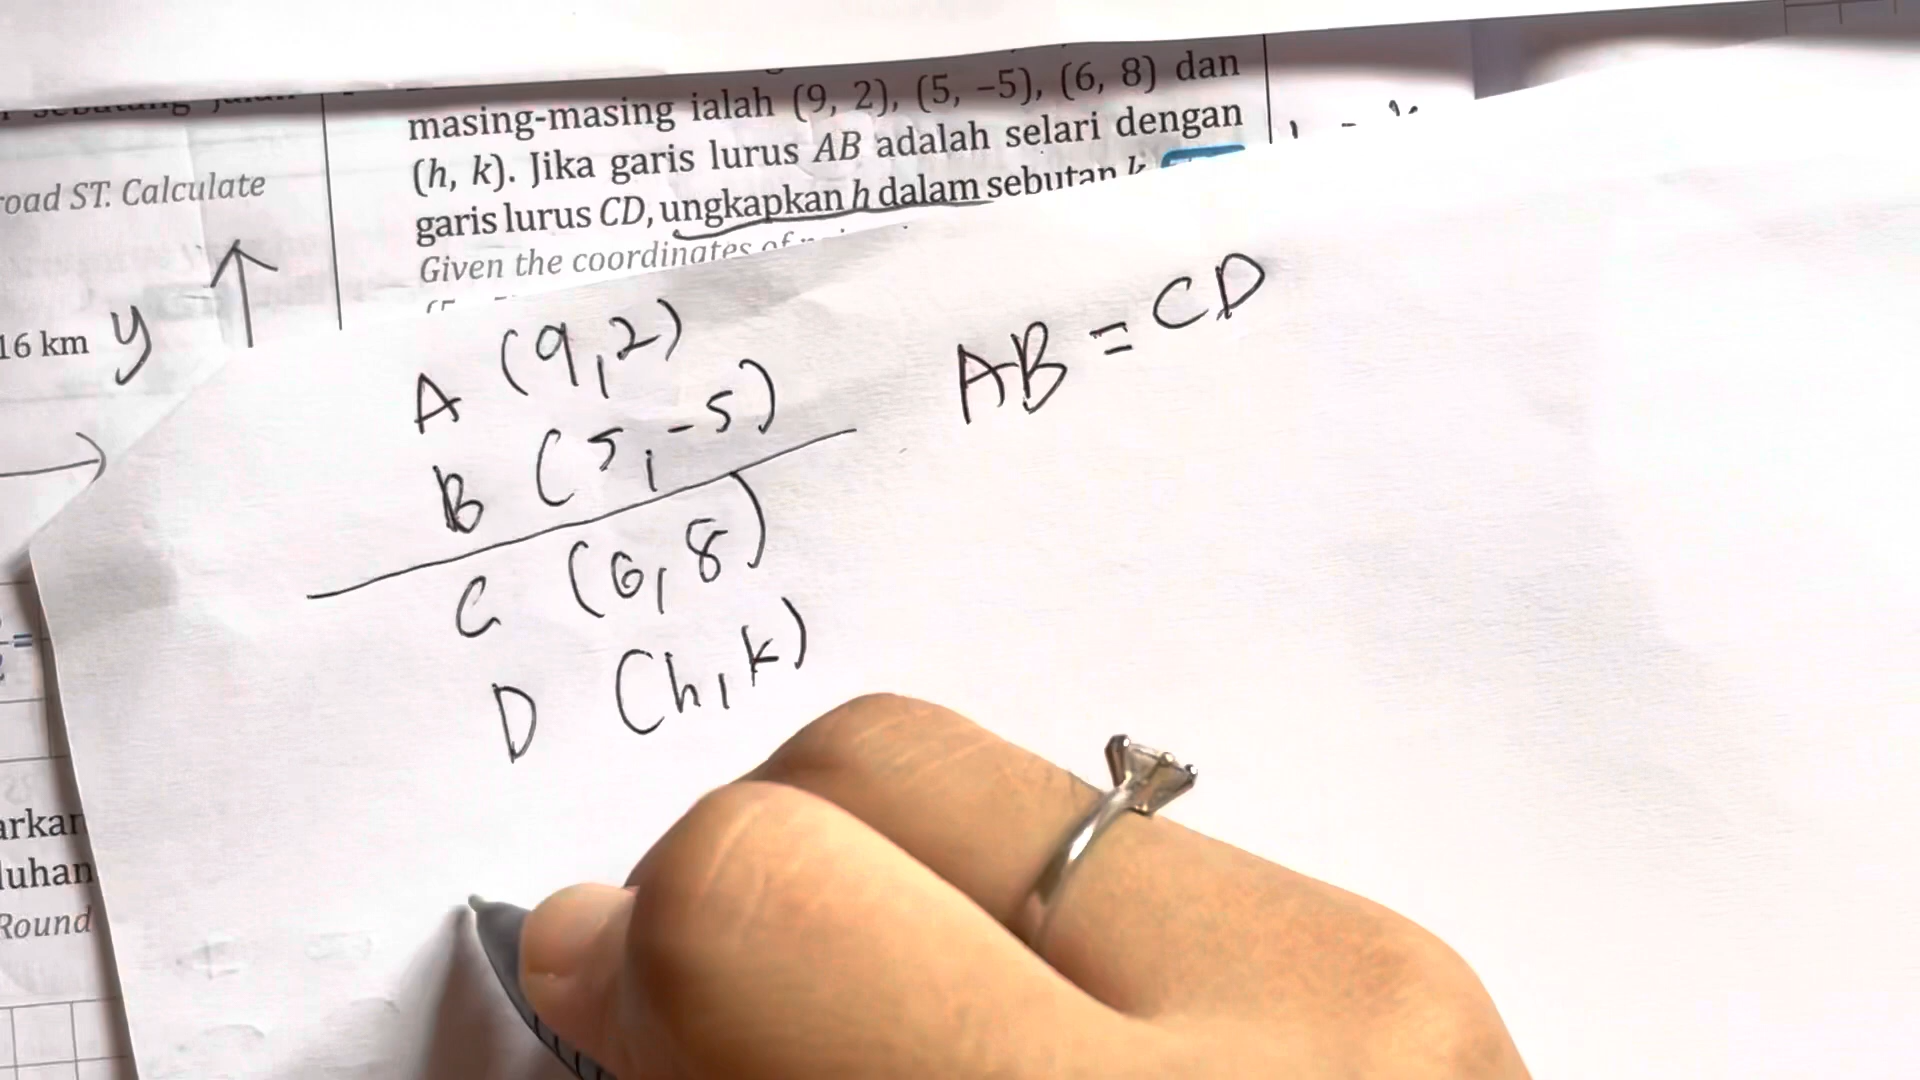 masing-masing ialah (9, 2), (5, −5), (6, 8) dan
(h, k). Jika garis lurus AB adalah selari dengan
garis lurus CD, ungkapkan h dalam sebutan k
Given the coordinates of
road ST. Calculate
16 km
y
A (9, 2)
B (5, -5)
C (6, 8)
D (h, k)
AB = CD
=
arkan
luhan
Round